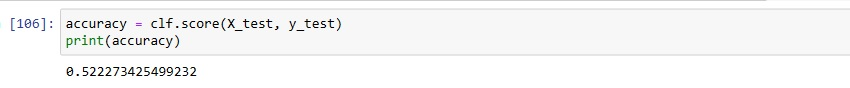 [106]: accuracy = clf.score(X_test, y_test)
print(accuracy)
0.522273425499232